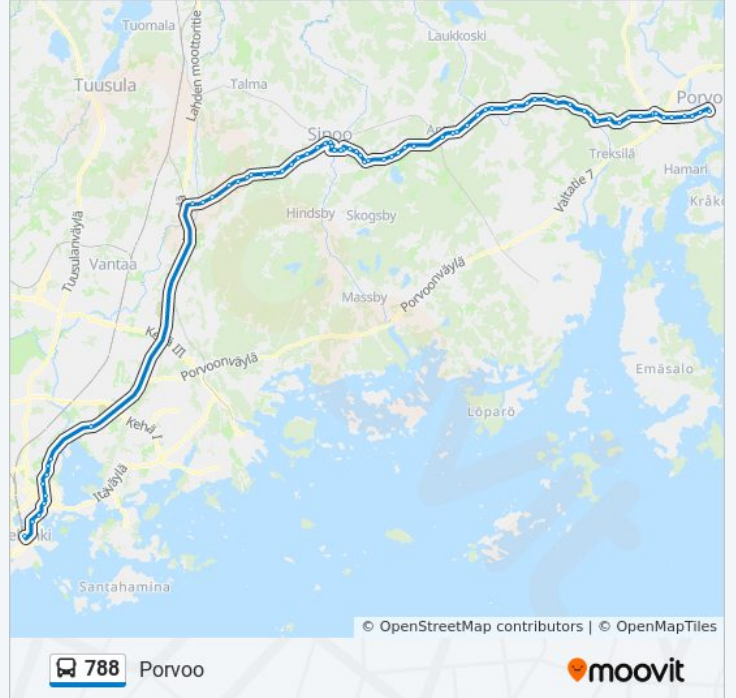 Tuomala
Laukkoski
Lahden moottoritie
Tuusula
Talma
Porvo
Sipoo
Treksilä
Hamari
Valtatie 7
Kråkö
Hindsby
Skogsby
Tuusulanväylä
Vantaa
Massby
Porvoonväylä
Kehä III
Porvoonväylä
Emäsalo
Löparö
Kehä I
Itäväylä
Santahamina
© OpenStreetMap contributors | © OpenMapTiles
788 Porvoo
moovit